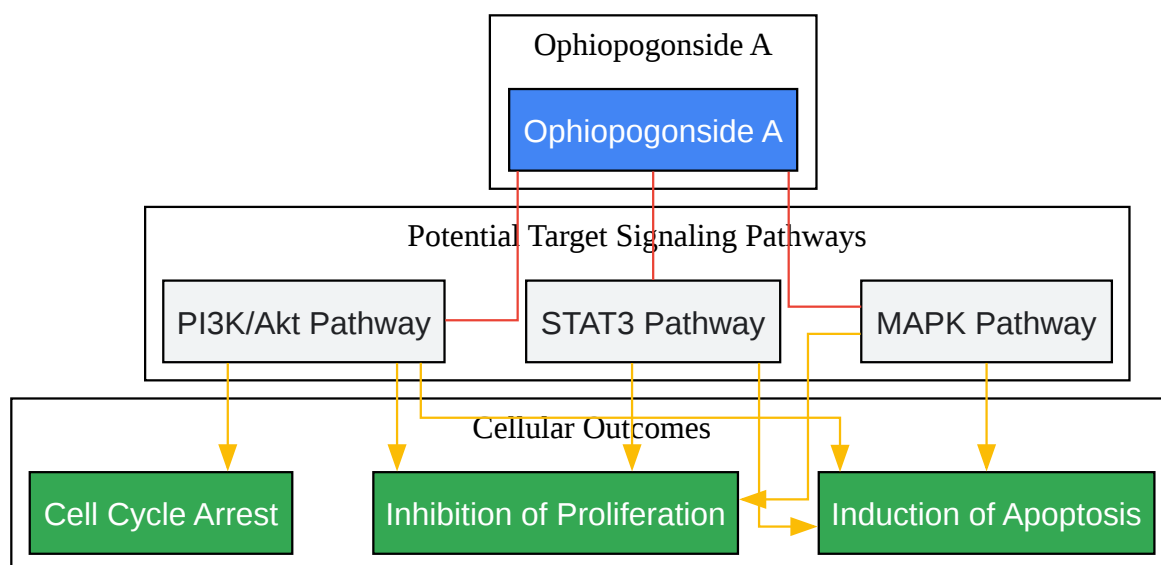 Ophiopogonside A
Ophiopogonside A
Potential Target Signaling Pathways
PI3K/Akt Pathway
STAT3 Pathway
MAPK Pathway
Cellular Outcomes
Cell Cycle Arrest
Inhibition of Proliferation
Induction of Apoptosis